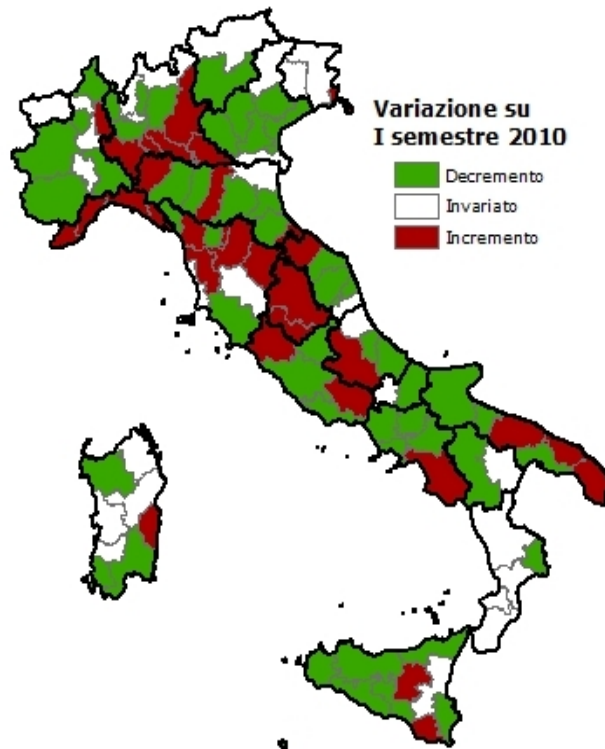 Variazione su
I semestre 2010
Decremento
Invariato
Incremento